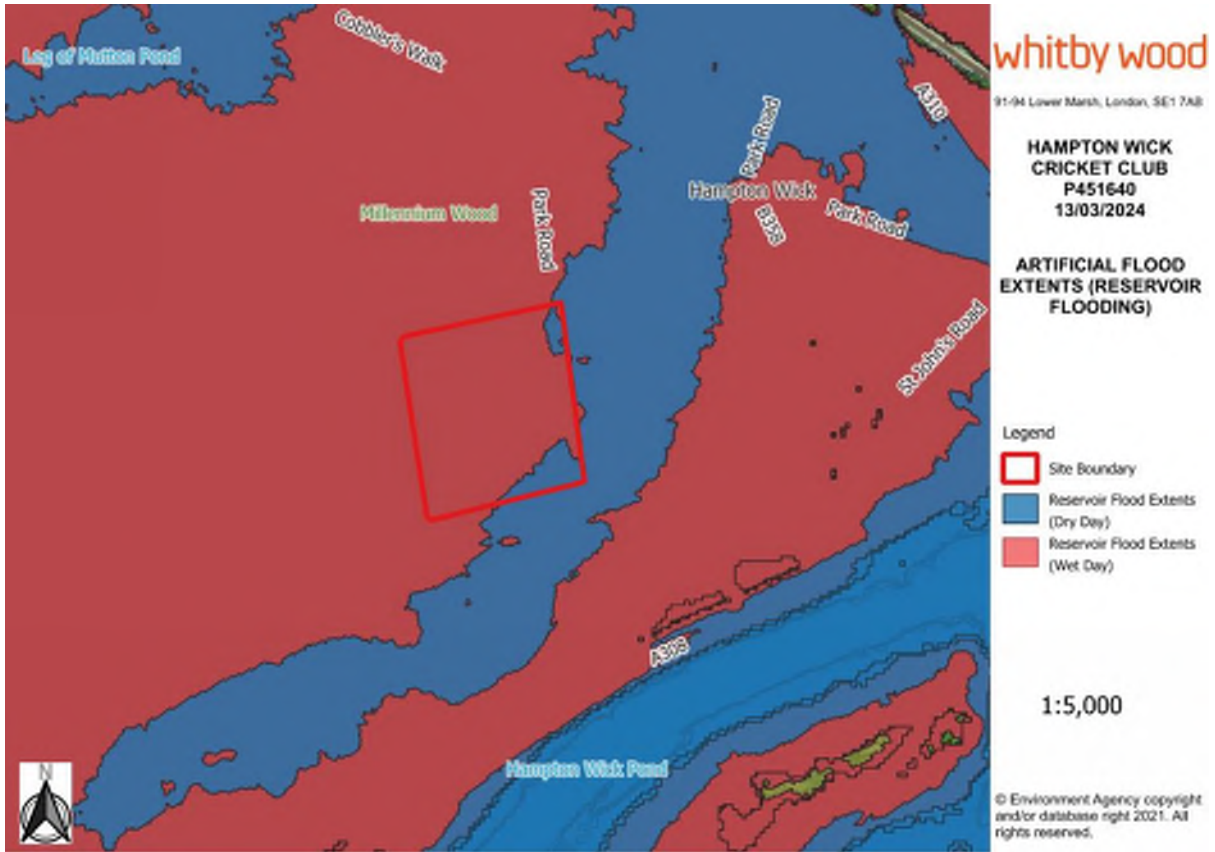 Leg of Mutton Pond
Cobbler's Walk
A310
Park Road
Hampton Wick
Park Road
B358
Millennium Wood
Park Road
St John's Road
A308
Hampton Wick Pond
N
whitby wood
91-94 Lower Marsh, London, SE1 7AB
HAMPTON WICK
CRICKET CLUB
P451640
13/03/2024
ARTIFICIAL FLOOD
EXTENTS (RESERVOIR
FLOODING)
Legend
Site Boundary
Reservoir Flood Extents
(Dry Day)
Reservoir Flood Extents
(Wet Day)
1:5,000
© Environment Agency copyright
and/or database right 2021. All
rights reserved.